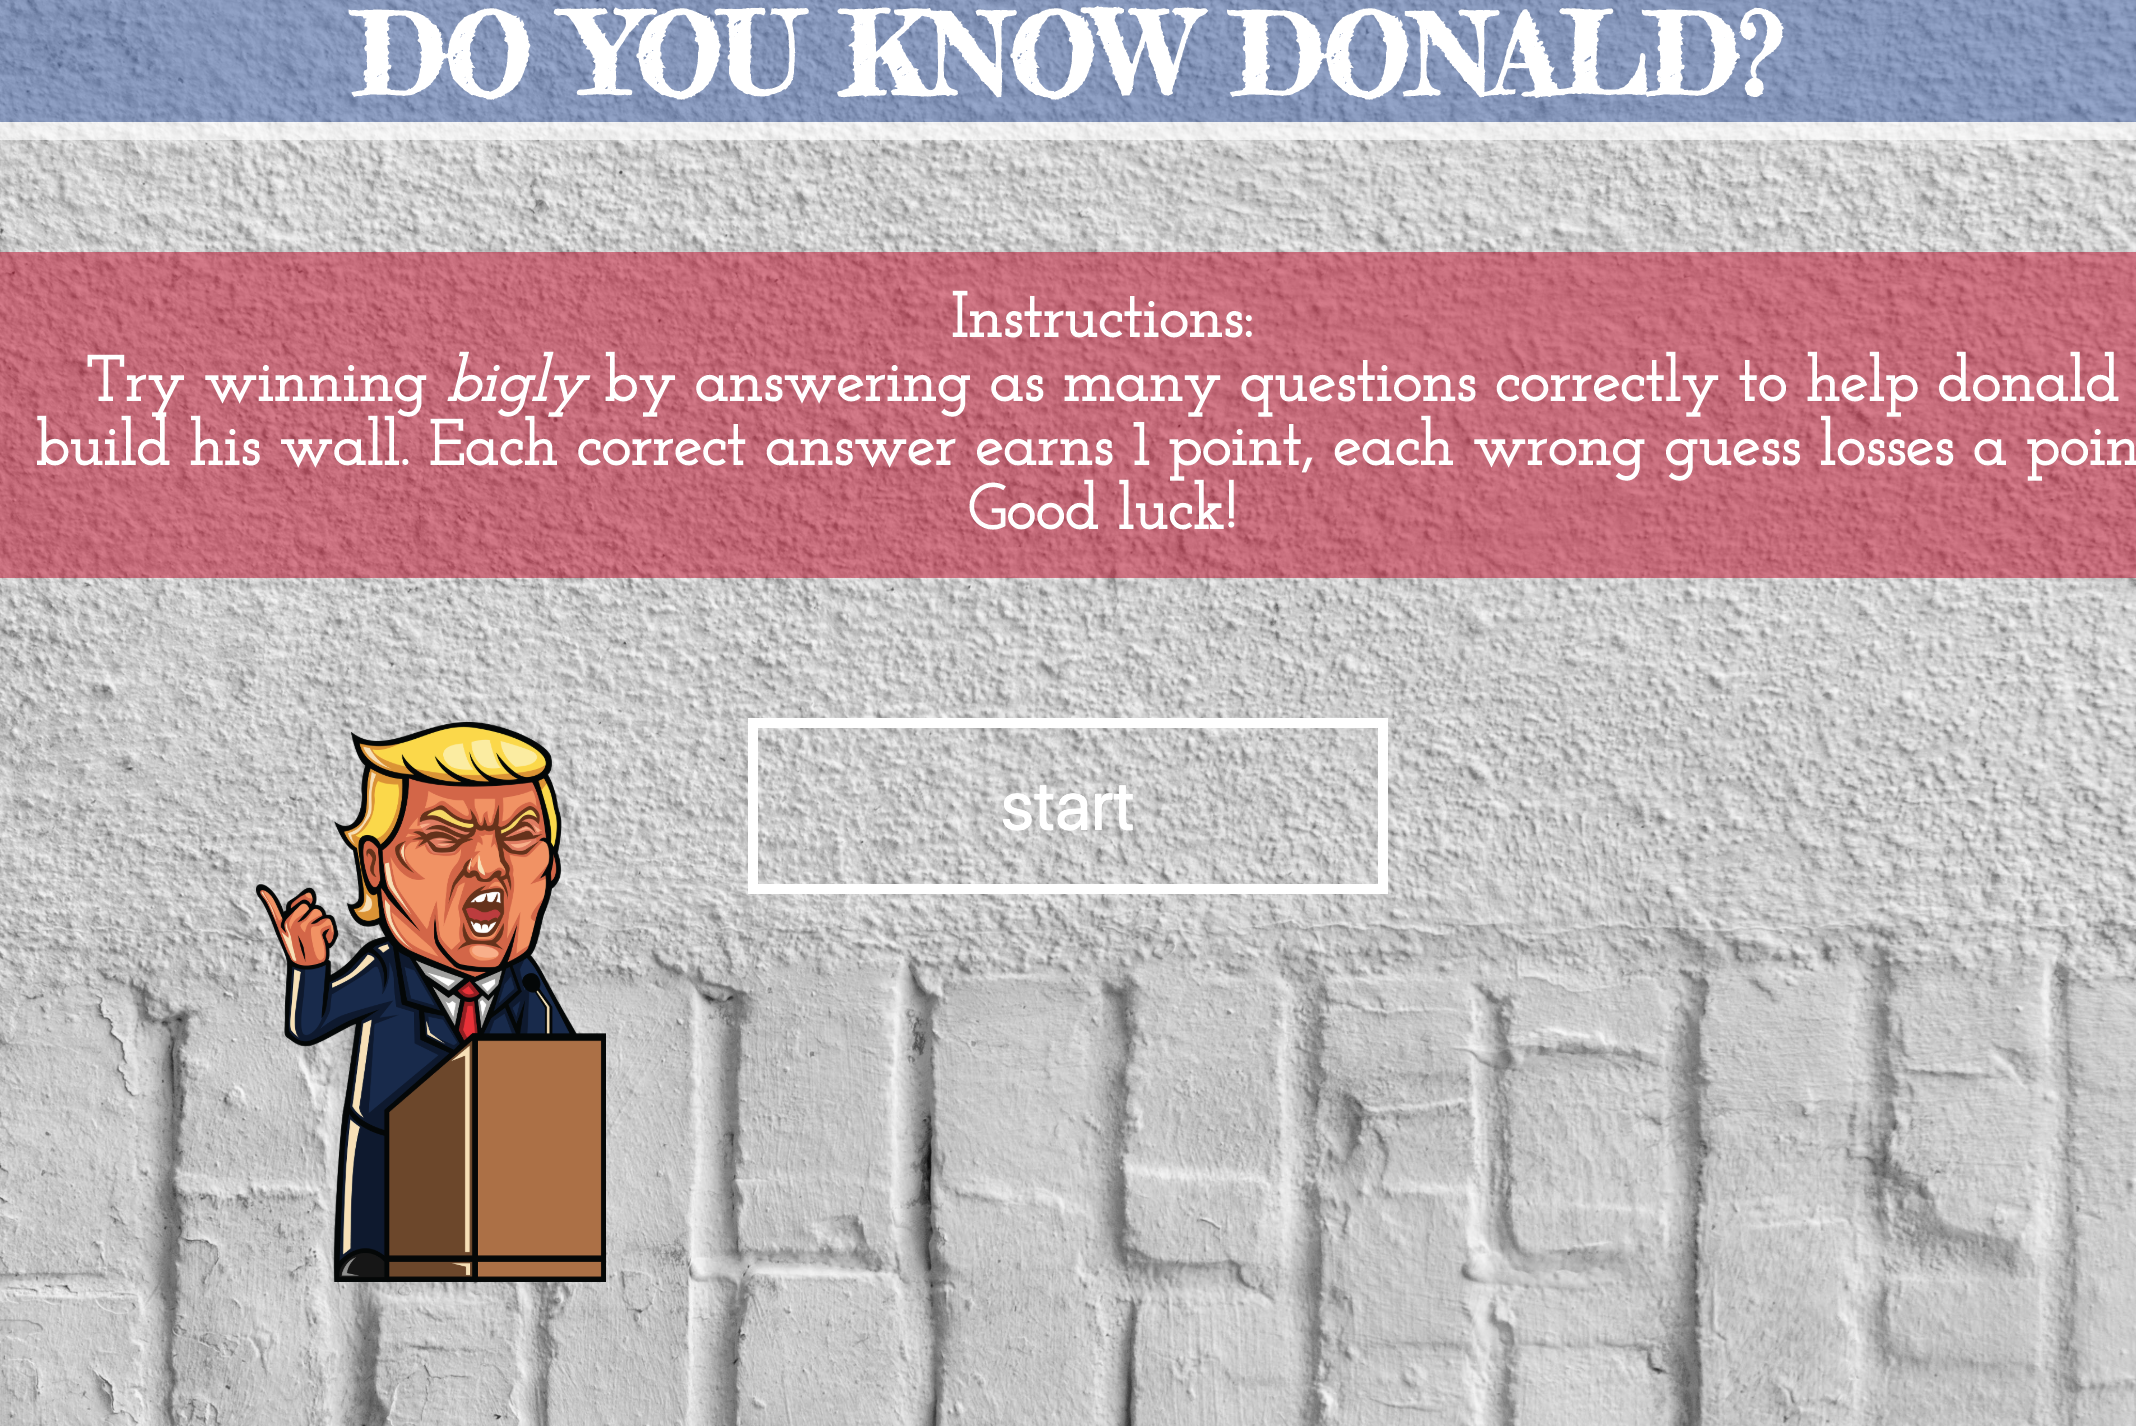 DO YOU KNOW DONALD?
Instructions:
Try winning bigly by answering as many questions correctly to help donald
build his wall. Each correct answer earns 1 point, each wrong guess losses a poin
Good luck!
start